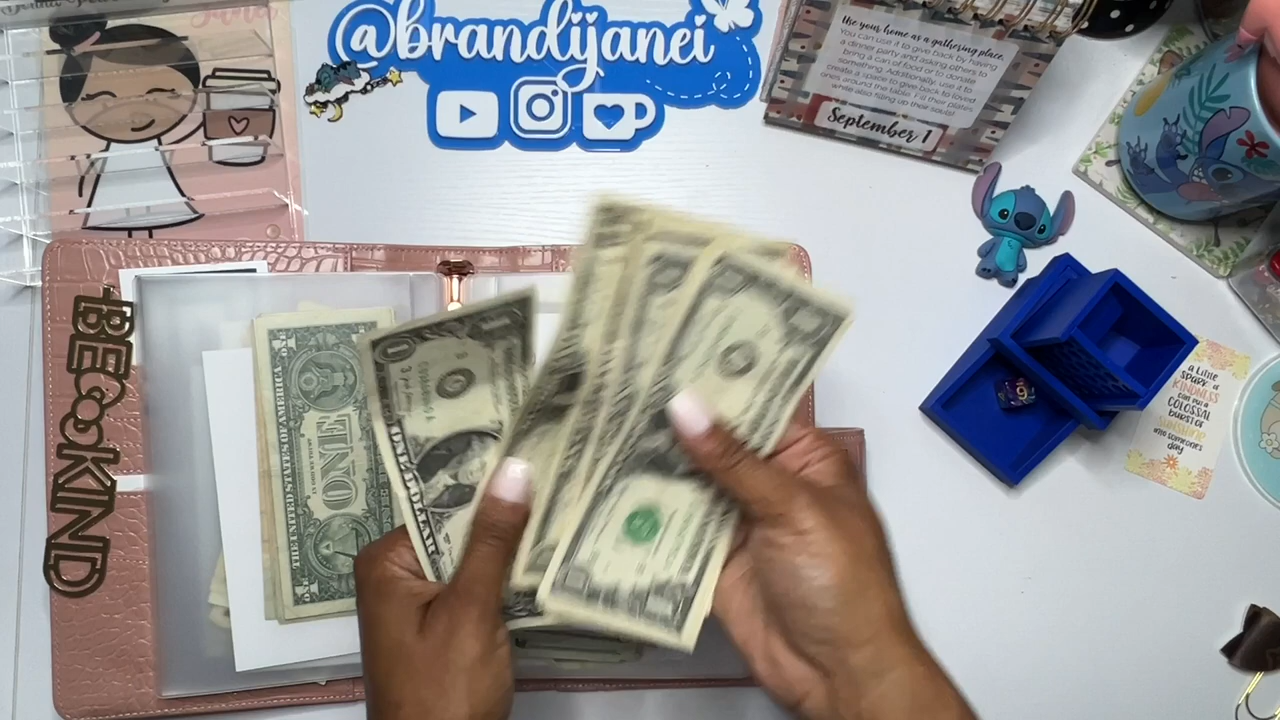 @brandijanei
Use your home as a gathering place.
You can use it to give back by having
a dinner party and asking others to
bring a can of food or to donate
something. Additionally, use it to
create a space to give back to loved
ones around the table. Fill their plates
while also filling up their souls!
September 1
BE KIND
THE UNITED STATES OF AMERICA
ONE
ONE DOLLAR
a little
SPARK of
KINDNESS
can put a
COLOSSAL
burst of
SUNSHINE
into someone's
day